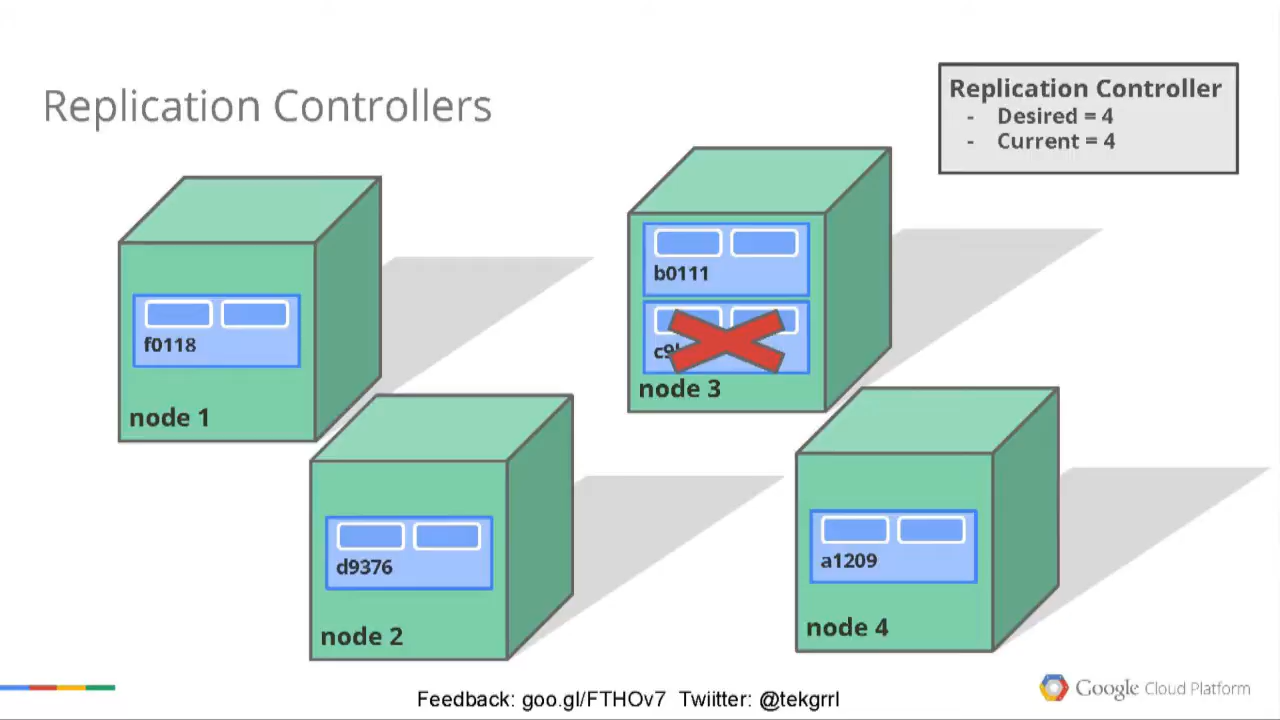 Replication Controllers
Replication Controller
- Desired = 4
- Current = 4
b0111
node 3
f0118
node 1
d9376
node 2
a1209
node 4
Feedback: goo.gl/FTHOv7 Twiitter: @tekgrrl
Google Cloud Platform